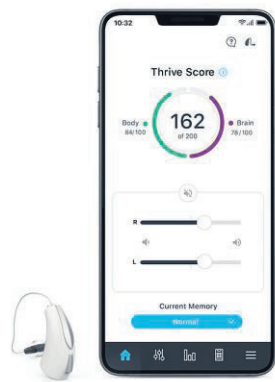 10:32
Thrive Score
Body
84/100
162
of 200
Brain
78/100
R
L
Current Memory
Normal